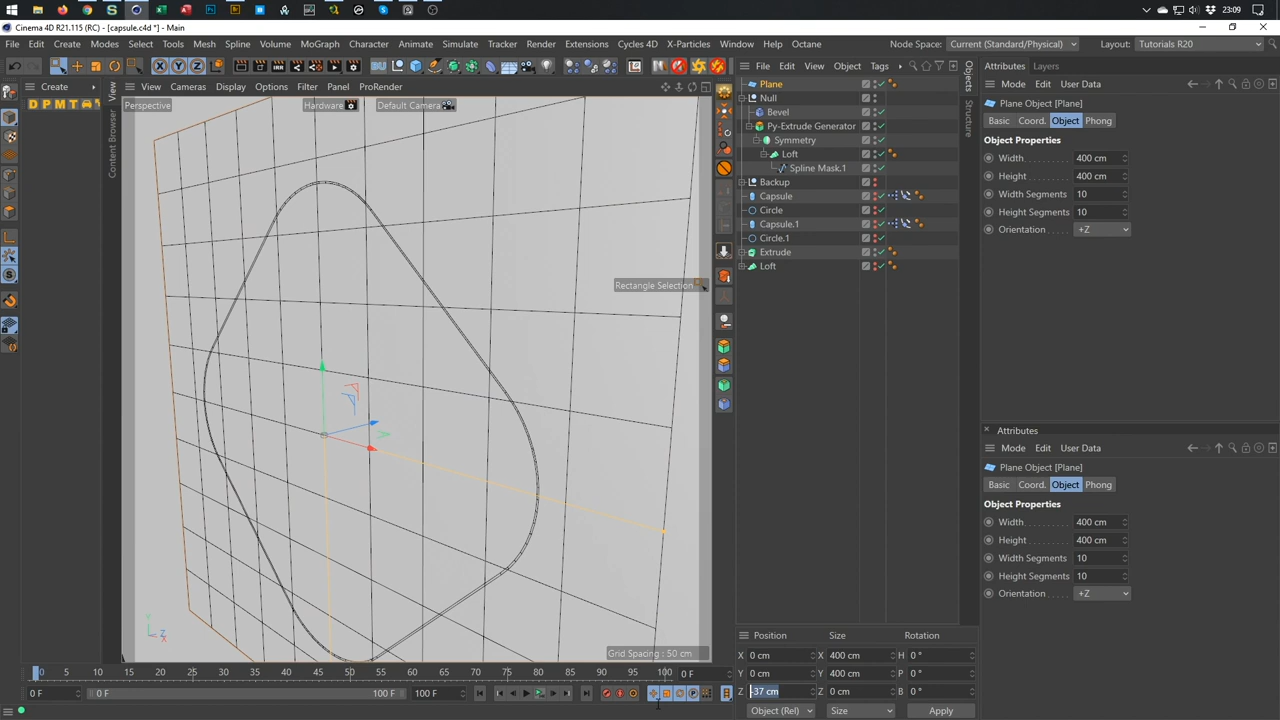 23:09
Cinema 4D R21.115 (RC) - [capsule.c4d *] - Main
File Edit Create Modes Select Tools Mesh Spline Volume MoGraph Character Animate Simulate Tracker Render Extensions Cycles 4D X-Particles Window Help Octane Node Space: Current (Standard/Physical) Layout: Tutorials R20
Create View Cameras Display Options Filter Panel ProRender
File Edit View Object Tags
Attributes Layers
Mode Edit User Data
D P M T
View
Content Browser
Perspective Hardware Default Camera
Rectangle Selection
Grid Spacing : 50 cm
Y
Z
X
Objects
Structure
Plane
Null
Bevel
Py-Extrude Generator
Symmetry
Loft
Spline Mask.1
Backup
Capsule
Circle
Capsule.1
Circle.1
Extrude
Loft
Plane Object [Plane]
Basic Coord. Object Phong
Object Properties
Width 400 cm
Height 400 cm
Width Segments 10
Height Segments 10
Orientation +Z
Attributes
Mode Edit User Data
Plane Object [Plane]
Basic Coord. Object Phong
Object Properties
Width 400 cm
Height 400 cm
Width Segments 10
Height Segments 10
Orientation +Z
0 5 10 15 20 25 30 35 40 45 50 55 60 65 70 75 80 85 90 95 100 0 F
0 F 0 F 100 F 100 F
Position Size Rotation
X 0 cm X 400 cm H 0 °
Y 0 cm Y 400 cm P 0 °
Z -37 cm Z 0 cm B 0 °
Object (Rel) Size Apply